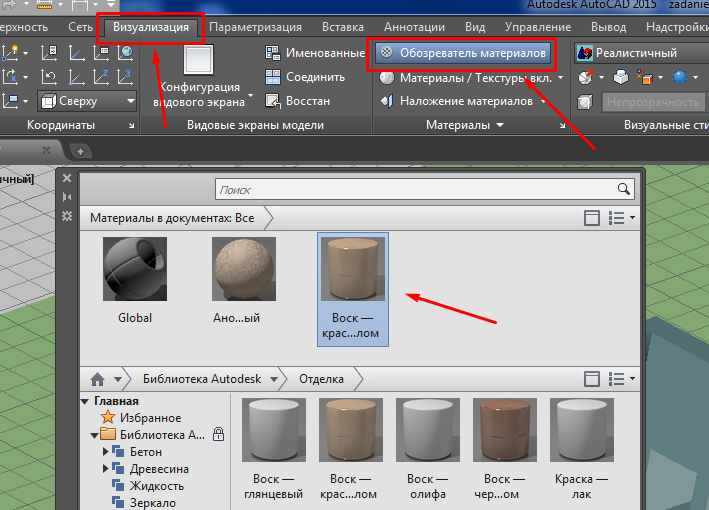 Autodesk AutoCAD 2015 zadanie
ерхность Сеть Визуализация Параметризация Вставка Аннотации Вид Управление Вывод Надстройки
Именованные
Обозреватель материалов
Реалистичный
Конфигурация
видового экрана
Соединить
Материалы / Текстуры вкл.
Сверху
Восстан
Наложение материалов
Непрозрачность
Координаты
Видовые экраны модели
Материалы
Визуальные сти
чный]
Поиск
Материалы в документах: Все
Global
Ано...ый
Воск —
крас...лом
Библиотека Autodesk
Отделка
Главная
Избранное
Библиотека A...
Бетон
Древесина
Жидкость
Зеркало
Воск —
глянцевый
Воск —
крас...лом
Воск —
олифа
Воск —
чер...ом
Краска —
лак